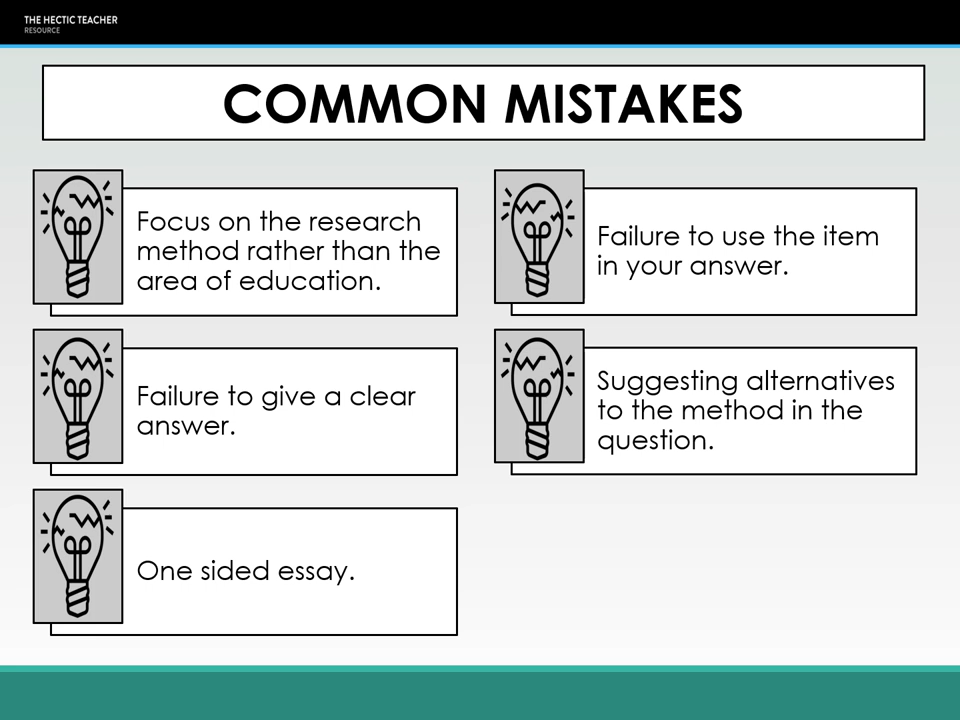 THE HECTIC TEACHER
RESOURCE
COMMON MISTAKES
Focus on the research
method rather than the
area of education.
Failure to use the item
in your answer.
Failure to give a clear
answer.
Suggesting alternatives
to the method in the
question.
One sided essay.